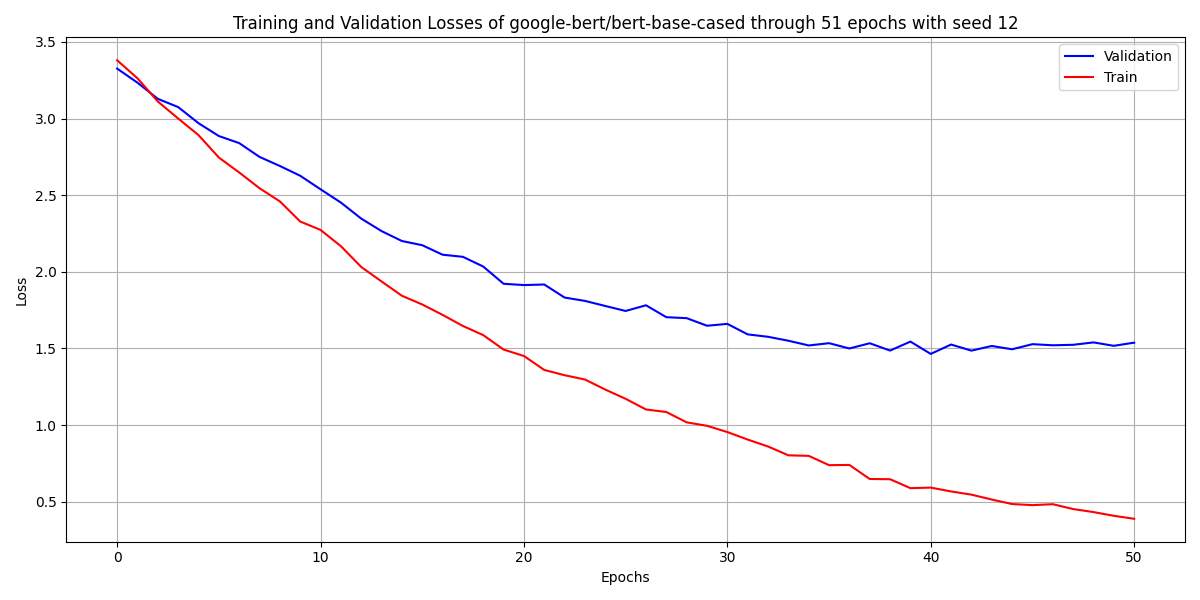 Training and Validation Losses of google-bert/bert-base-cased through 51 epochs with seed 12
Validation
Train
3.5
3.0
2.5
2.0
1.5
1.0
0.5
Loss
0
10
20
30
40
50
Epochs